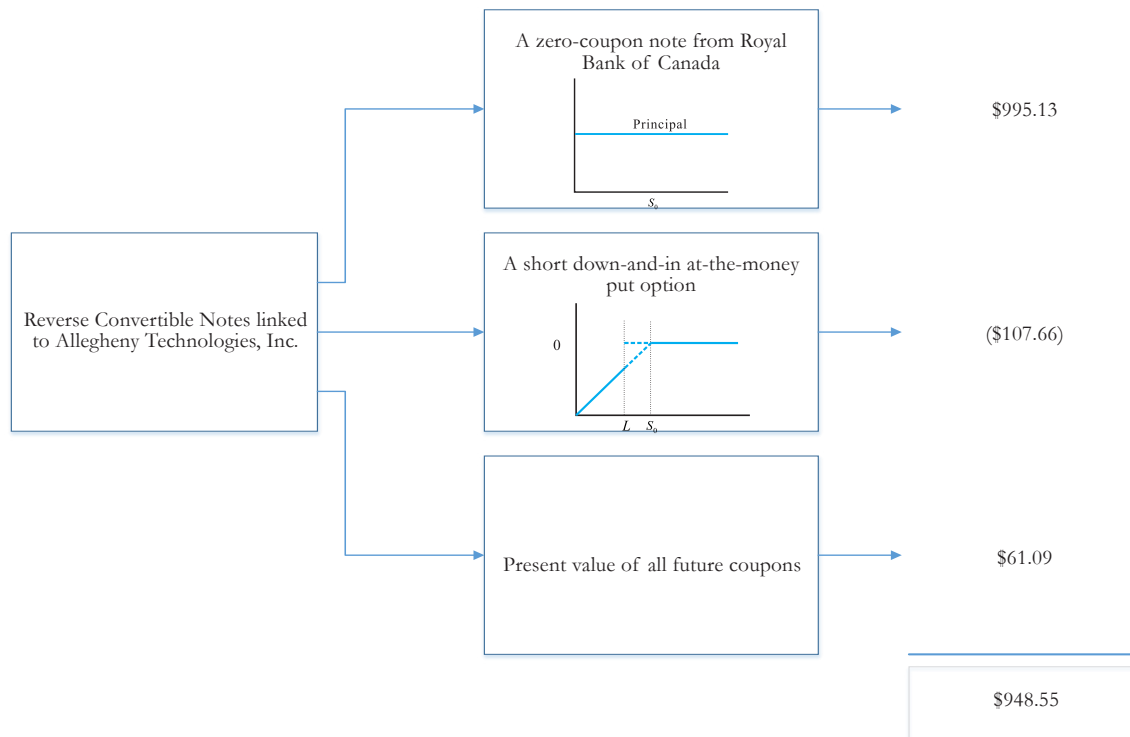 A zero-coupon note from Royal
Bank of Canada
Principal
S₀
$995.13
Reverse Convertible Notes linked
to Allegheny Technologies, Inc.
A short down-and-in at-the-money
put option
0
L S₀
($107.66)
Present value of all future coupons
$61.09
$948.55